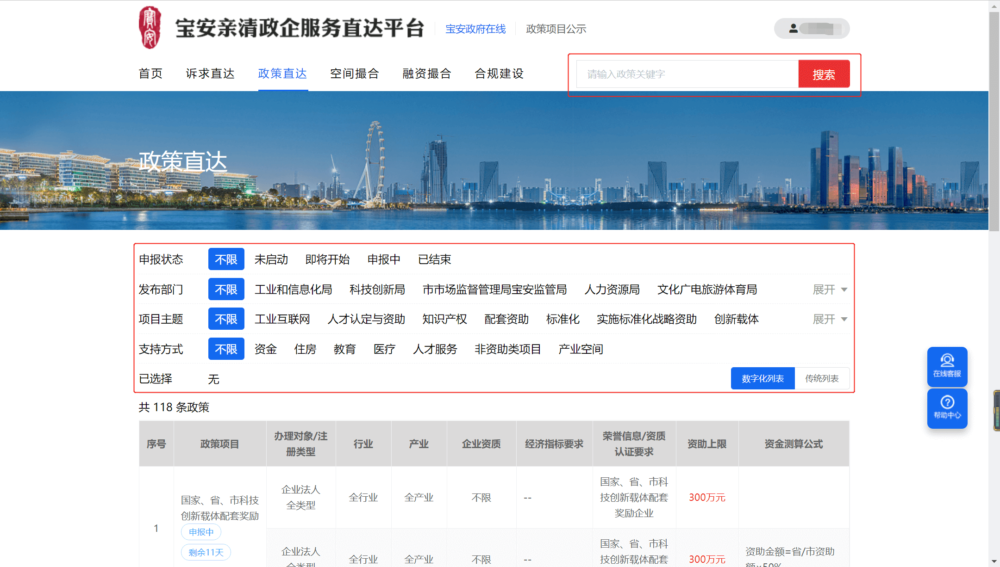 寳安
宝安亲清政企服务直达平台
宝安政府在线
政策项目公示
首页 诉求直达 政策直达 空间撮合 融资撮合 合规建设
请输入政策关键字
搜索
政策直达
申报状态 不限 未启动 即将开始 申报中 已结束
发布部门 不限 工业和信息化局 科技创新局 市市场监督管理局宝安监管局 人力资源局 文化广电旅游体育局 展开
项目主题 不限 工业互联网 人才认定与资助 知识产权 配套资助 标准化 实施标准化战略资助 创新载体 展开
支持方式 不限 资金 住房 教育 医疗 人才服务 非资助类项目 产业空间
已选择 无 数字化列表 传统列表
在线客服
帮助中心
共 118 条政策
序号 政策项目 办理对象/注册类型 行业 产业 企业资质 经济指标要求 荣誉信息/资质认证要求 资助上限 资金测算公式
1
国家、省、市科技
创新载体配套奖励
申报中
剩余11天
企业法人
全类型
全行业
全产业
不限
--
国家、省、市科
技创新载体配套
奖励企业
300万元
企业法人
全类型
全行业
全产业
不限
--
国家、省、市科
技创新载体配套
300万元
资助金额=省/市资助
额×50%